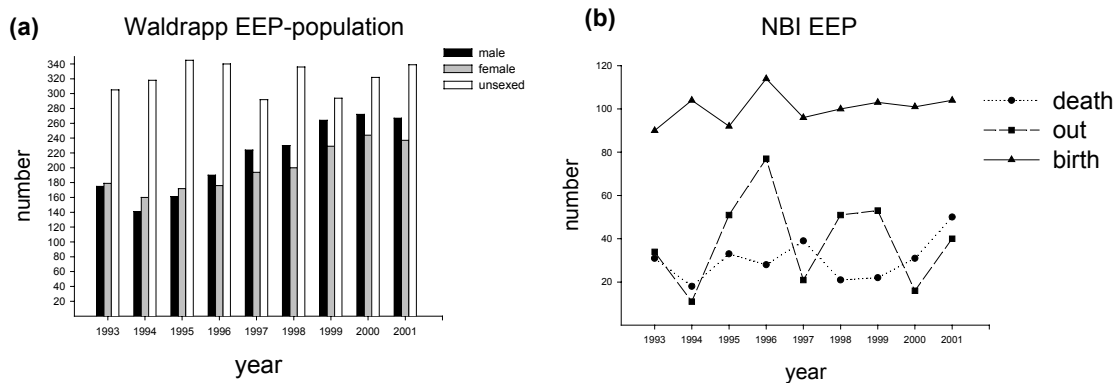 (a)
Waldrapp EEP-population
male
female
unsexed
340
320
300
280
260
240
220
200
180
160
140
120
100
80
60
40
20
number
1993 1994 1995 1996 1997 1998 1999 2000 2001
year
(b)
NBI EEP
120
100
80
60
40
20
number
1993 1994 1995 1996 1997 1998 1999 2000 2001
year
death
out
birth